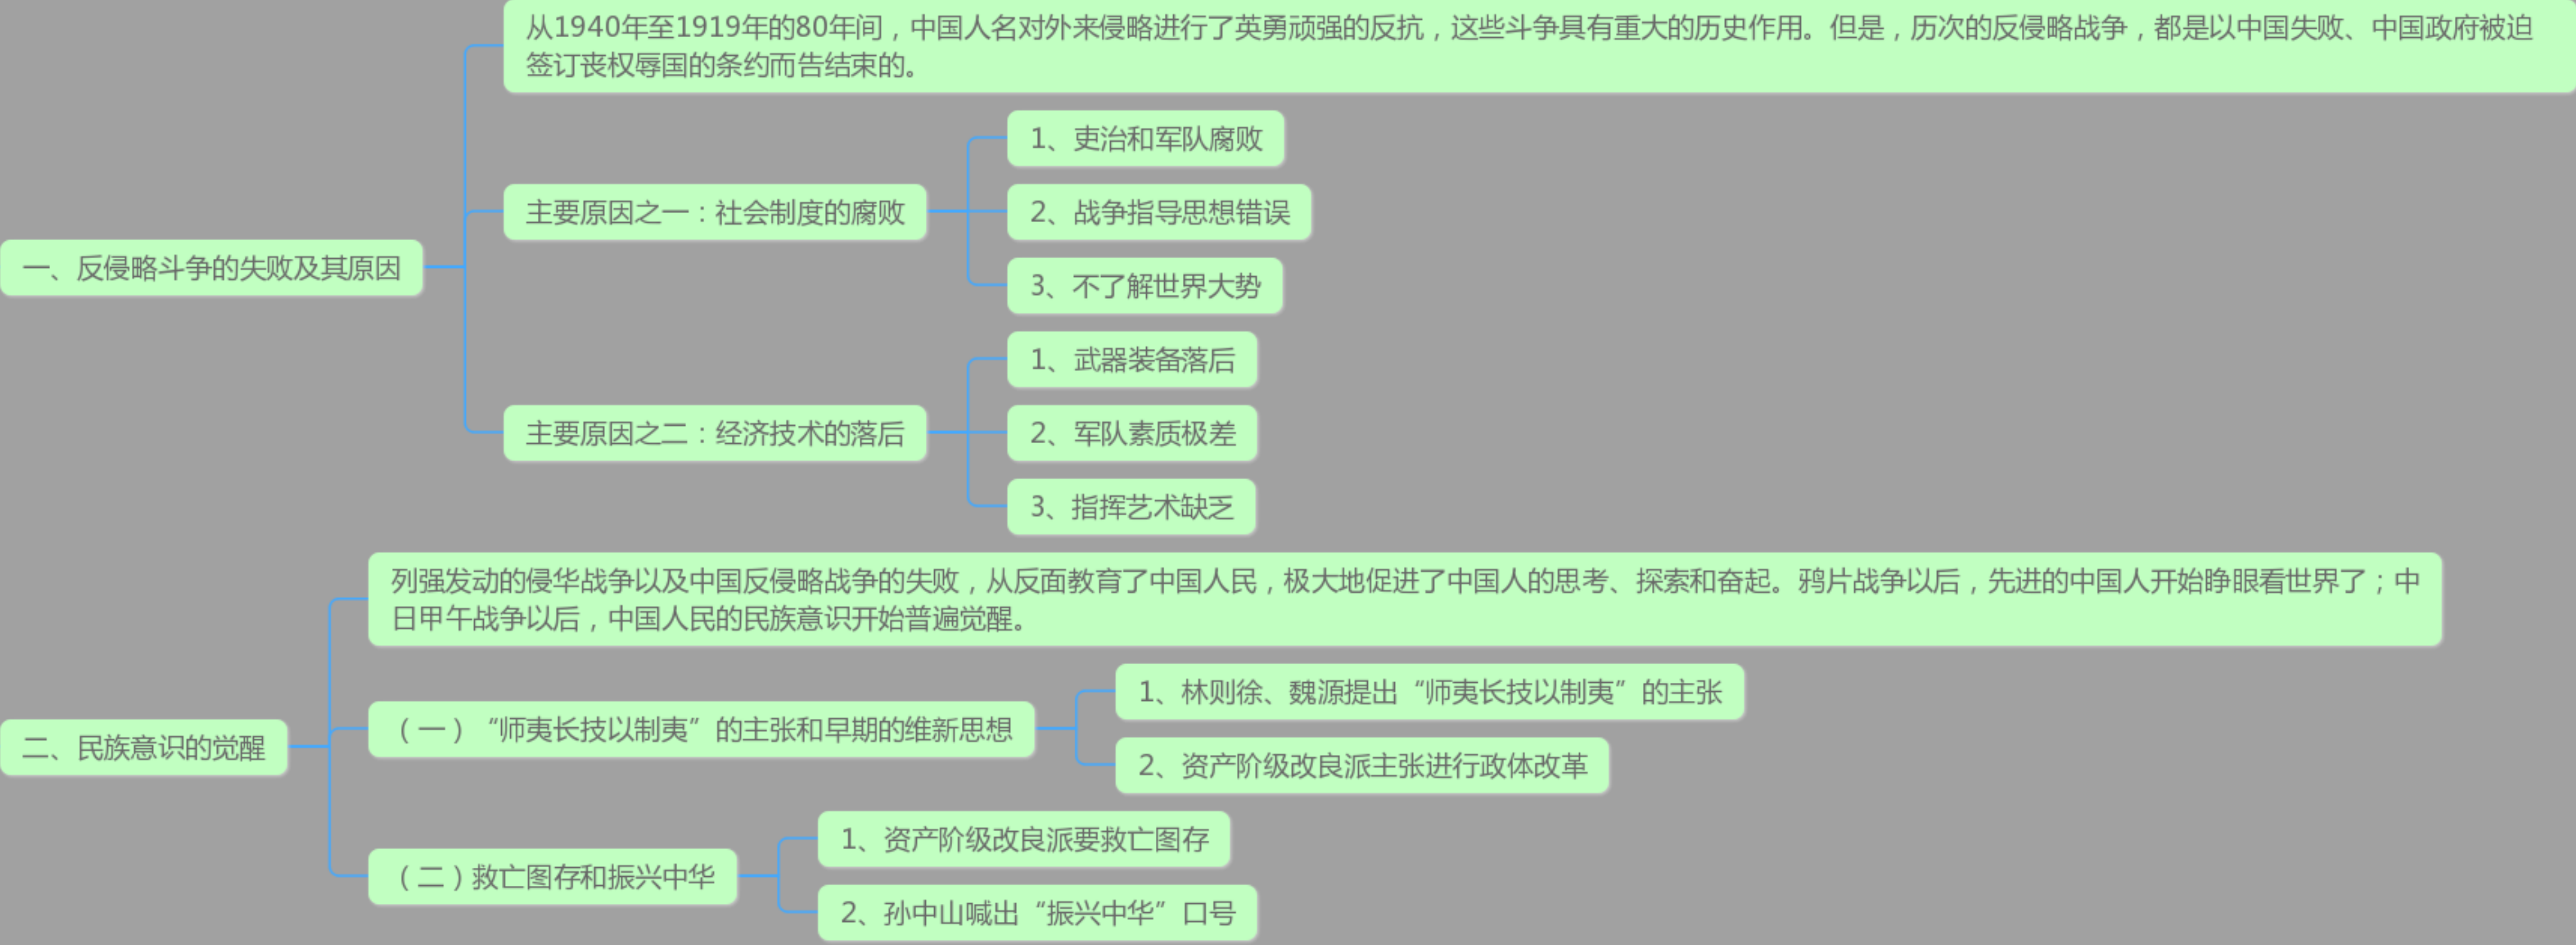 一、反侵略斗争的失败及其原因
从1940年至1919年的80年间，中国人名对外来侵略进行了英勇顽强的反抗，这些斗争具有重大的历史作用。但是，历次的反侵略战争，都是以中国失败、中国政府被迫
签订丧权辱国的条约而告结束的。
主要原因之一：社会制度的腐败
1、吏治和军队腐败
2、战争指导思想错误
3、不了解世界大势
主要原因之二：经济技术的落后
1、武器装备落后
2、军队素质极差
3、指挥艺术缺乏
二、民族意识的觉醒
列强发动的侵华战争以及中国反侵略战争的失败，从反面教育了中国人民，极大地促进了中国人的思考、探索和奋起。鸦片战争以后，先进的中国人开始睁眼看世界了；中
日甲午战争以后，中国人民的民族意识开始普遍觉醒。
（一）“师夷长技以制夷”的主张和早期的维新思想
1、林则徐、魏源提出“师夷长技以制夷”的主张
2、资产阶级改良派主张进行政体改革
（二）救亡图存和振兴中华
1、资产阶级改良派要救亡图存
2、孙中山喊出“振兴中华”口号